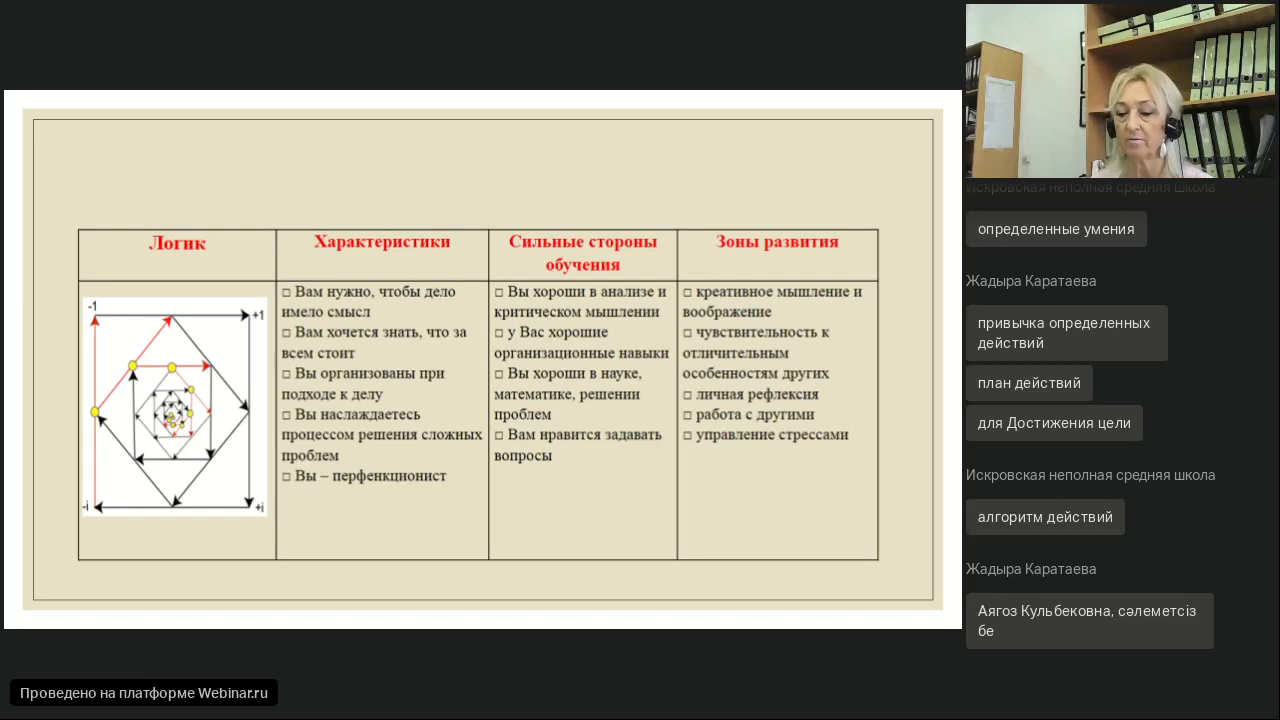 Логик
Характеристики
Сильные стороны
обучения
Зоны развития
-1
+1
-i
+i
□ Вам нужно, чтобы дело
имело смысл
□ Вам хочется знать, что за
всем стоит
□ Вы организованы при
подходе к делу
□ Вы наслаждаетесь
процессом решения сложных
проблем
□ Вы – перфенкционист
□ Вы хороши в анализе и
критическом мышлении
□ у Вас хорошие
организационные навыки
□ Вы хороши в науке,
математике, решении
проблем
□ Вам нравится задавать
вопросы
□ креативное мышление и
воображение
□ чувствительность к
отличительным
особенностям других
□ личная рефлексия
□ работа с другими
□ управление стрессами
Искровская неполная средняя школа
определенные умения
Жадыра Каратаева
привычка определенных
действий
план действий
для Достижения цели
Искровская неполная средняя школа
алгоритм действий
Жадыра Каратаева
Аягоз Кульбековна, сәлеметсіз
бе
Проведено на платформе Webinar.ru